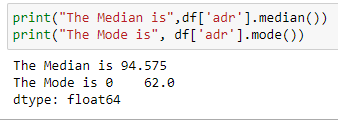 print("The Median is",df['adr'].median())
print("The Mode is", df['adr'].mode())
The Median is 94.575
The Mode is 0    62.0
dtype: float64